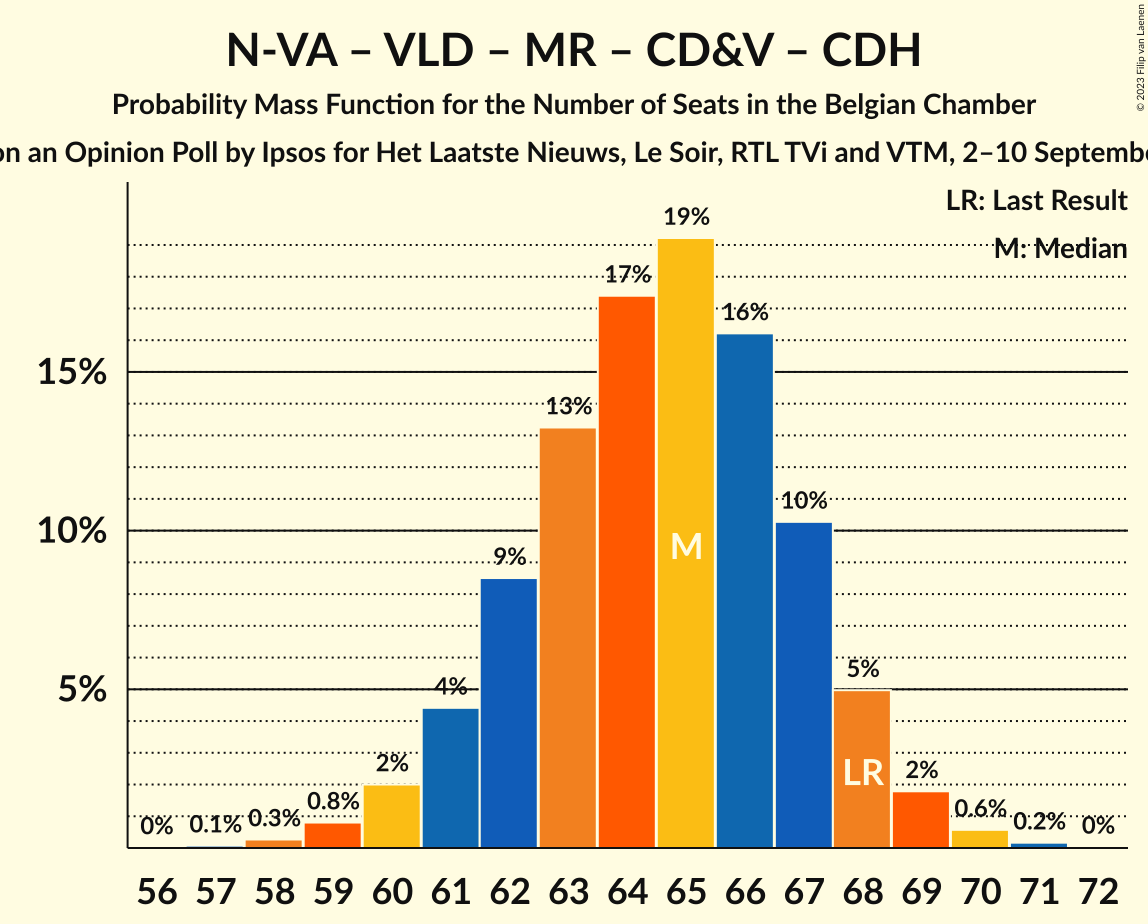 N-VA – VLD – MR – CD&V – CDH
Probability Mass Function for the Number of Seats in the Belgian Chamber
on an Opinion Poll by Ipsos for Het Laatste Nieuws, Le Soir, RTL TVi and VTM, 2–10
© 2023 Filip van Laenen
LR: Last Result
M: Median
19%
17%
16%
15%
13%
10%
M
10%
9%
5%
5%
4%
LR
2%
2%
0.8%
0.6%
0.3%
0.2%
0.1%
0%
0%
56 57 58 59 60 61 62 63 64 65 66 67 68 69 70 71 72